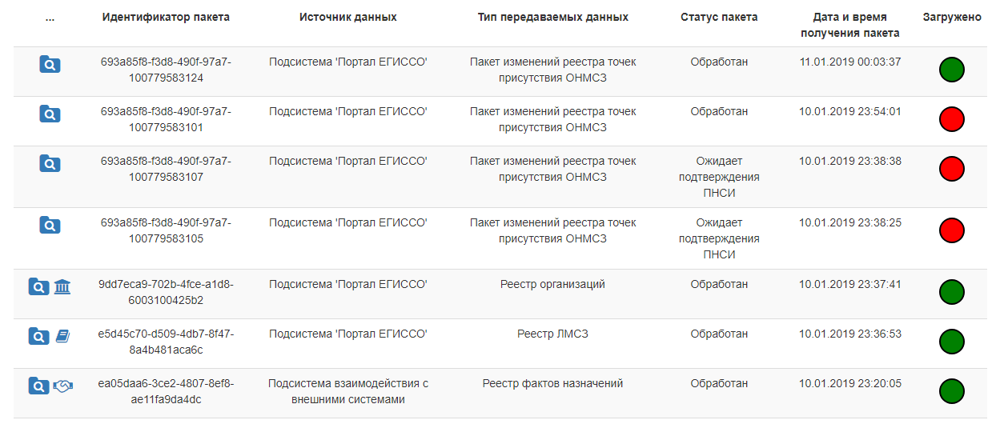 ... Идентификатор пакета Источник данных Тип передаваемых данных Статус пакета Дата и время Загружено
получения пакета
693a85f8-f3d8-490f-97a7- Подсистема 'Портал ЕГИССО' Пакет изменений реестра точек Обработан 11.01.2019 00:03:37
100779583124 присутствия ОНМСЗ
693a85f8-f3d8-490f-97a7- Подсистема 'Портал ЕГИССО' Пакет изменений реестра точек Обработан 10.01.2019 23:54:01
100779583101 присутствия ОНМСЗ
693a85f8-f3d8-490f-97a7- Подсистема 'Портал ЕГИССО' Пакет изменений реестра точек Ожидает 10.01.2019 23:38:38
100779583107 присутствия ОНМСЗ подтверждения
ПНСИ
693a85f8-f3d8-490f-97a7- Подсистема 'Портал ЕГИССО' Пакет изменений реестра точек Ожидает 10.01.2019 23:38:25
100779583105 присутствия ОНМСЗ подтверждения
ПНСИ
9dd7eca9-702b-4fce-a1d8- Подсистема 'Портал ЕГИССО' Реестр организаций Обработан 10.01.2019 23:37:41
6003100425b2
e5d45c70-d509-4db7-8f47- Подсистема 'Портал ЕГИССО' Реестр ЛМСЗ Обработан 10.01.2019 23:36:53
8a4b481aca6c
ea05daa6-3ce2-4807-8ef8- Подсистема взаимодействия с Реестр фактов назначений Обработан 10.01.2019 23:20:05
ae11fa9da4dc внешними системами